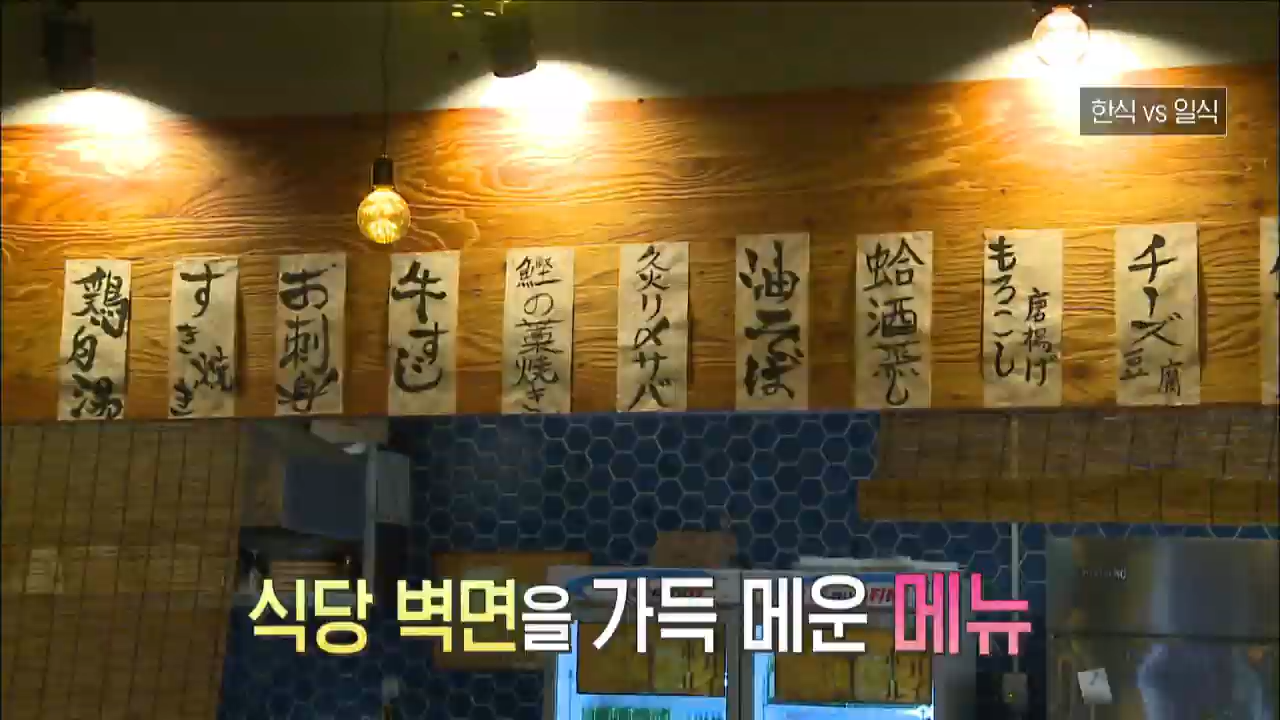 한식 vs 일식
鶏白湯
すき焼き
お刺身
牛すじ
鰹の藁焼き
炙り〆サバ
油そば
蛤酒蒸し
もろこし
唐揚げ
チーズ
豆腐
식당 벽면을 가득 메운 메뉴